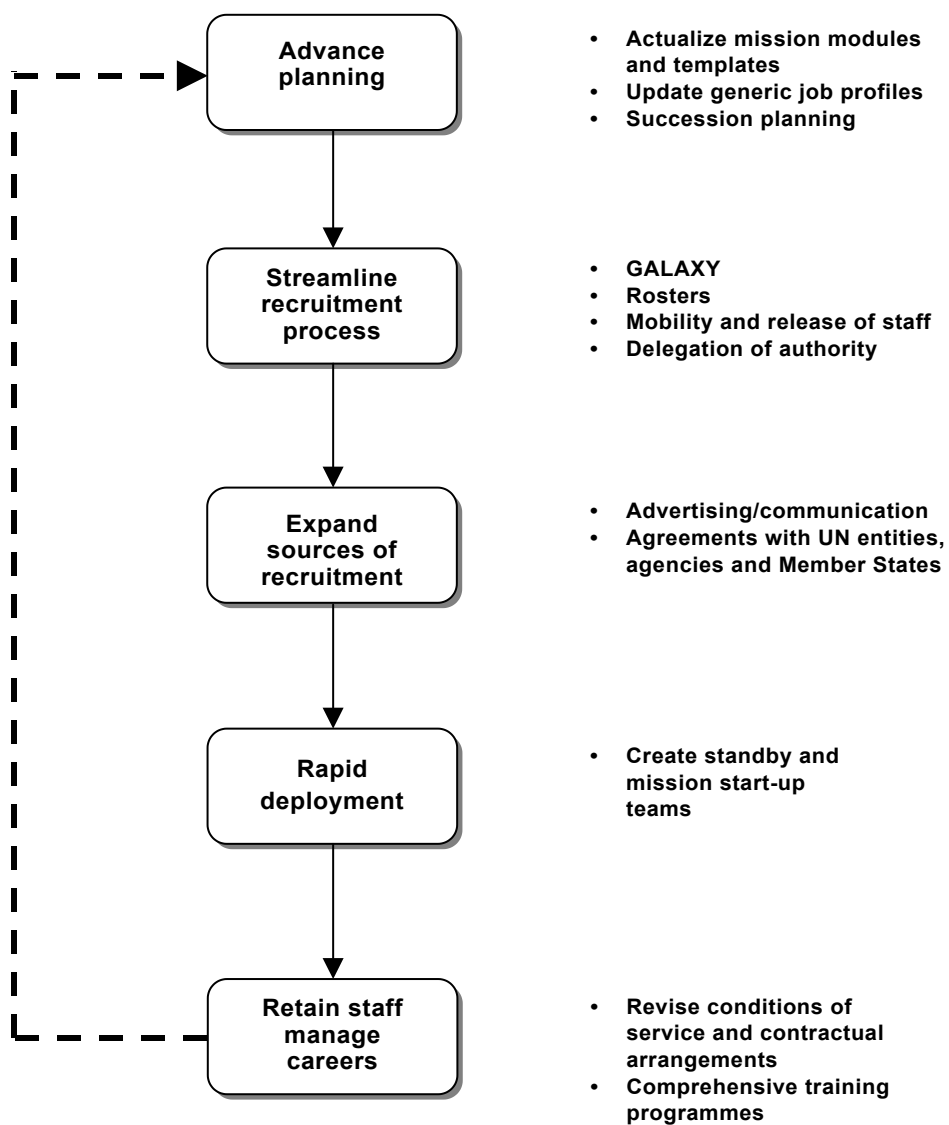 Advance
planning
• Actualize mission modules
and templates
• Update generic job profiles
• Succession planning
Streamline
recruitment
process
• GALAXY
• Rosters
• Mobility and release of staff
• Delegation of authority
Expand
sources of
recruitment
• Advertising/communication
• Agreements with UN entities,
agencies and Member States
Rapid
deployment
• Create standby and
mission start-up
teams
Retain staff
manage
careers
• Revise conditions of
service and contractual
arrangements
• Comprehensive training
programmes